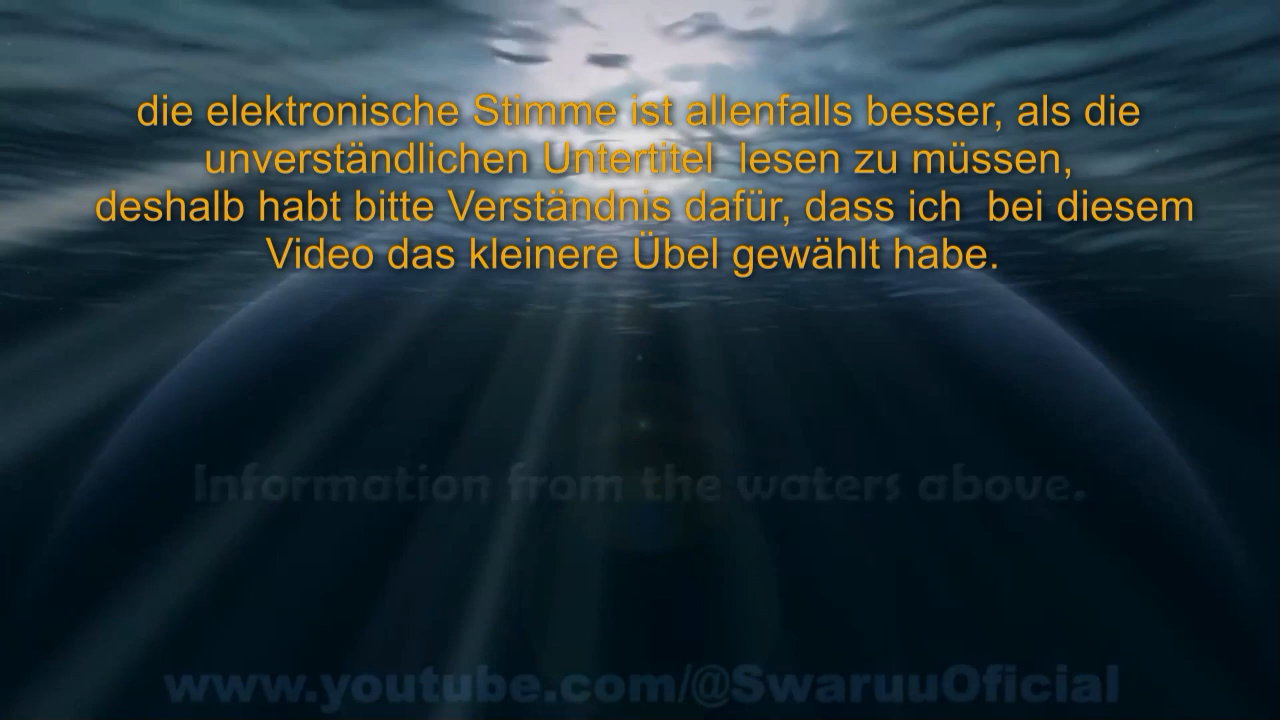 die elektronische Stimme ist allenfalls besser, als die
unverständlichen Untertitel  lesen zu müssen,
deshalb habt bitte Verständnis dafür, dass ich  bei diesem
Video das kleinere Übel gewählt habe.
Information from the waters above.
www.youtube.com/@SwaruuOficial